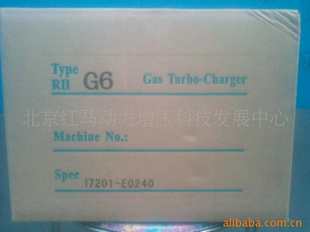 Type
RH G6 Gas Turbo-Charger
北京红马动力增压科技发展中心
Machine No.:
Spec 17201-E0240
alibaba.com.cn